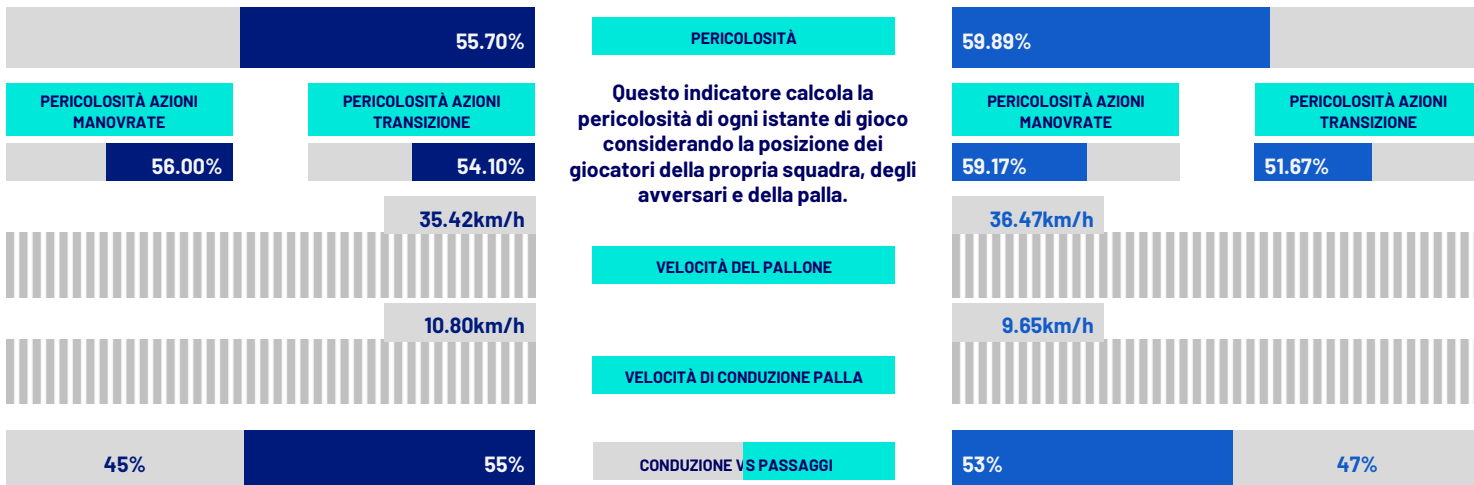 55.70%
PERICOLOSITÀ
59.89%
PERICOLOSITÀ AZIONI
MANOVRATE
PERICOLOSITÀ AZIONI
TRANSIZIONE
56.00%
54.10%
Questo indicatore calcola la
pericolosità di ogni istante di gioco
considerando la posizione dei
giocatori della propria squadra, degli
avversari e della palla.
PERICOLOSITÀ AZIONI
MANOVRATE
PERICOLOSITÀ AZIONI
TRANSIZIONE
59.17%
51.67%
35.42km/h
VELOCITÀ DEL PALLONE
36.47km/h
10.80km/h
VELOCITÀ DI CONDUZIONE PALLA
9.65km/h
45%
55%
CONDUZIONE VS PASSAGGI
53%
47%